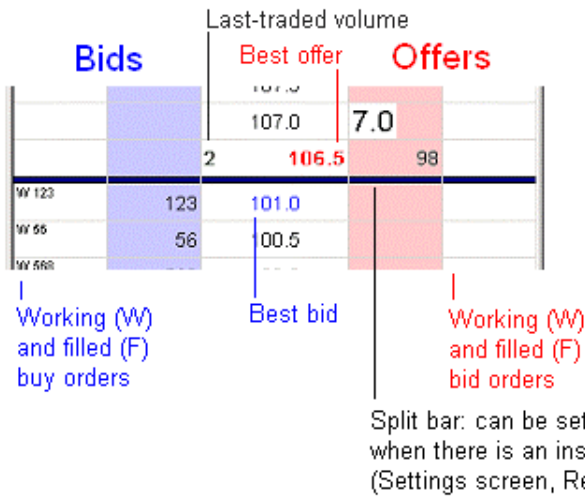 Last-traded volume
Bids
Best offer
Offers
107.0 7.0
2 106.5 98
W 123
123 101.0
W 56
56 100.5
W 568
Best bid
Working (W)
and filled (F)
buy orders
Working (W)
and filled (F)
bid orders
Split bar: can be set
when there is an ins
(Settings screen, Re